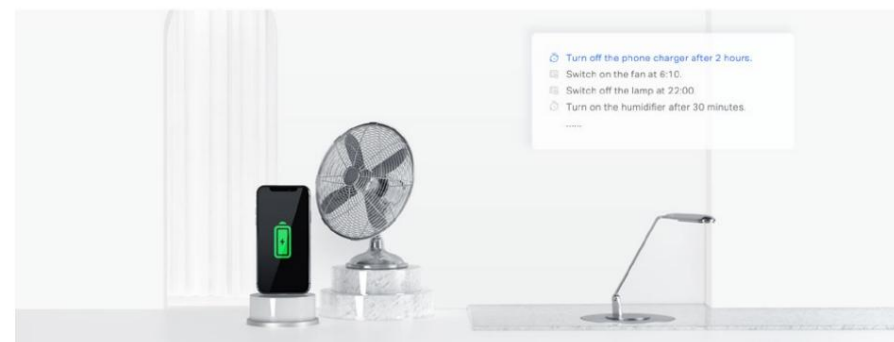 Turn off the phone charger after 2 hours.
Switch on the fan at 6:10.
Switch off the lamp at 22:00
Turn on the humidifier after 30 minutes.
.....